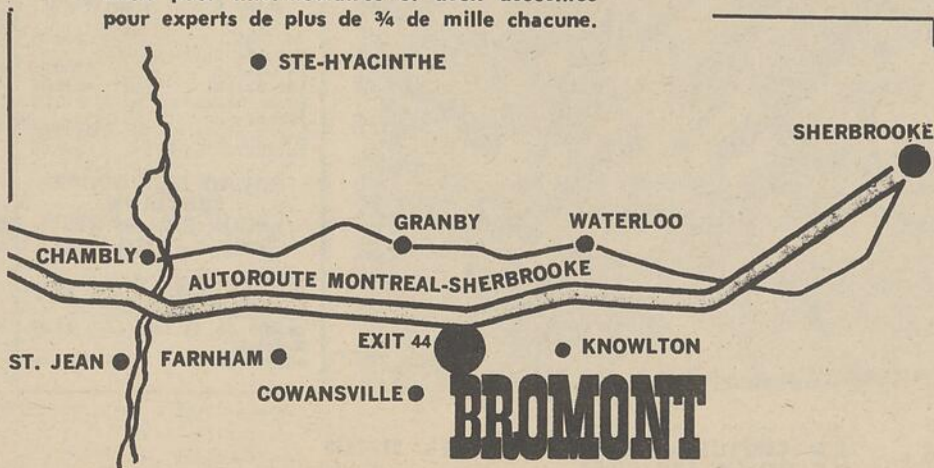 pour experts de plus de ¾ de mille chacune.
STE-HYACINTHE
SHERBROOKE
GRANBY
WATERLOO
CHAMBLY
AUTOROUTE MONTREAL-SHERBROOKE
EXIT 44
KNOWLTON
ST. JEAN
FARNHAM
COWANSVILLE
BROMONT